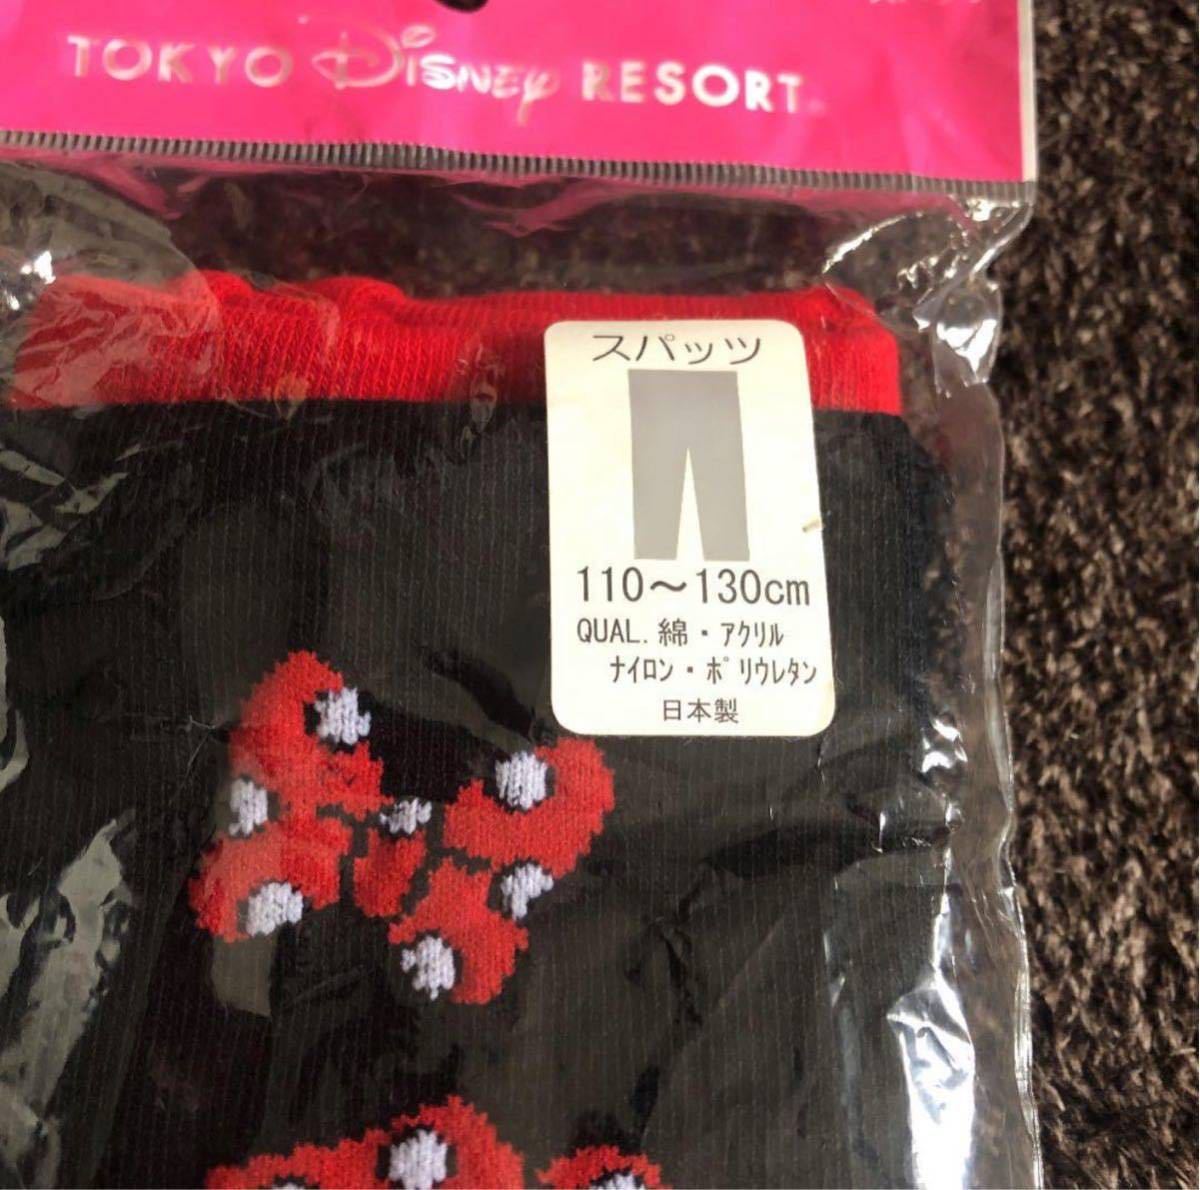 TOKYO Disney RESORT
スパッツ
110〜130cm
QUAL. 綿・アクリル
ナイロン・ポリウレタン
日本製